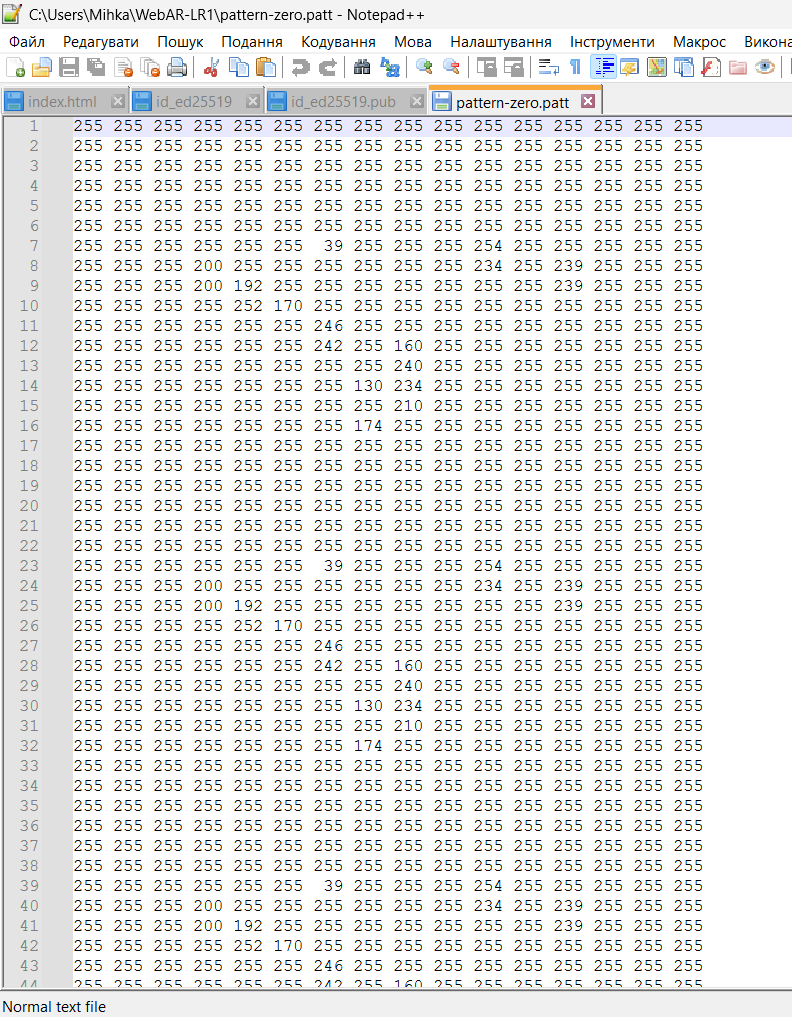 C:\Users\Mihka\WebAR-LR1\pattern-zero.patt - Notepad++
Файл Редагувати Пошук Подання Кодування Мова Налаштування Інструменти Макрос Викона
index.html id_ed25519 id_ed25519.pub pattern-zero.patt
1 255 255 255 255 255 255 255 255 255 255 255 255 255 255 255 255
2 255 255 255 255 255 255 255 255 255 255 255 255 255 255 255 255
3 255 255 255 255 255 255 255 255 255 255 255 255 255 255 255 255
4 255 255 255 255 255 255 255 255 255 255 255 255 255 255 255 255
5 255 255 255 255 255 255 255 255 255 255 255 255 255 255 255 255
6 255 255 255 255 255 255 255 255 255 255 255 255 255 255 255 255
7 255 255 255 255 255 255 39 255 255 255 254 255 255 255 255 255
8 255 255 255 200 255 255 255 255 255 255 234 255 239 255 255 255
9 255 255 255 200 192 255 255 255 255 255 255 255 239 255 255 255
10 255 255 255 255 252 170 255 255 255 255 255 255 255 255 255 255
11 255 255 255 255 255 255 246 255 255 255 255 255 255 255 255 255
12 255 255 255 255 255 255 242 255 160 255 255 255 255 255 255 255
13 255 255 255 255 255 255 255 255 240 255 255 255 255 255 255 255
14 255 255 255 255 255 255 255 130 234 255 255 255 255 255 255 255
15 255 255 255 255 255 255 255 255 210 255 255 255 255 255 255 255
16 255 255 255 255 255 255 255 174 255 255 255 255 255 255 255 255
17 255 255 255 255 255 255 255 255 255 255 255 255 255 255 255 255
18 255 255 255 255 255 255 255 255 255 255 255 255 255 255 255 255
19 255 255 255 255 255 255 255 255 255 255 255 255 255 255 255 255
20 255 255 255 255 255 255 255 255 255 255 255 255 255 255 255 255
21 255 255 255 255 255 255 255 255 255 255 255 255 255 255 255 255
22 255 255 255 255 255 255 255 255 255 255 255 255 255 255 255 255
23 255 255 255 255 255 255 39 255 255 255 254 255 255 255 255 255
24 255 255 255 200 255 255 255 255 255 255 234 255 239 255 255 255
25 255 255 255 200 192 255 255 255 255 255 255 255 239 255 255 255
26 255 255 255 255 252 170 255 255 255 255 255 255 255 255 255 255
27 255 255 255 255 255 255 246 255 255 255 255 255 255 255 255 255
28 255 255 255 255 255 255 242 255 160 255 255 255 255 255 255 255
29 255 255 255 255 255 255 255 255 240 255 255 255 255 255 255 255
30 255 255 255 255 255 255 255 130 234 255 255 255 255 255 255 255
31 255 255 255 255 255 255 255 255 210 255 255 255 255 255 255 255
32 255 255 255 255 255 255 255 174 255 255 255 255 255 255 255 255
33 255 255 255 255 255 255 255 255 255 255 255 255 255 255 255 255
34 255 255 255 255 255 255 255 255 255 255 255 255 255 255 255 255
35 255 255 255 255 255 255 255 255 255 255 255 255 255 255 255 255
36 255 255 255 255 255 255 255 255 255 255 255 255 255 255 255 255
37 255 255 255 255 255 255 255 255 255 255 255 255 255 255 255 255
38 255 255 255 255 255 255 255 255 255 255 255 255 255 255 255 255
39 255 255 255 255 255 255 39 255 255 255 254 255 255 255 255 255
40 255 255 255 200 255 255 255 255 255 255 234 255 239 255 255 255
41 255 255 255 200 192 255 255 255 255 255 255 255 239 255 255 255
42 255 255 255 255 252 170 255 255 255 255 255 255 255 255 255 255
43 255 255 255 255 255 255 246 255 255 255 255 255 255 255 255 255
44 255 255 255 255 255 255 242 255 160 255 255 255 255 255 255 255
Normal text file